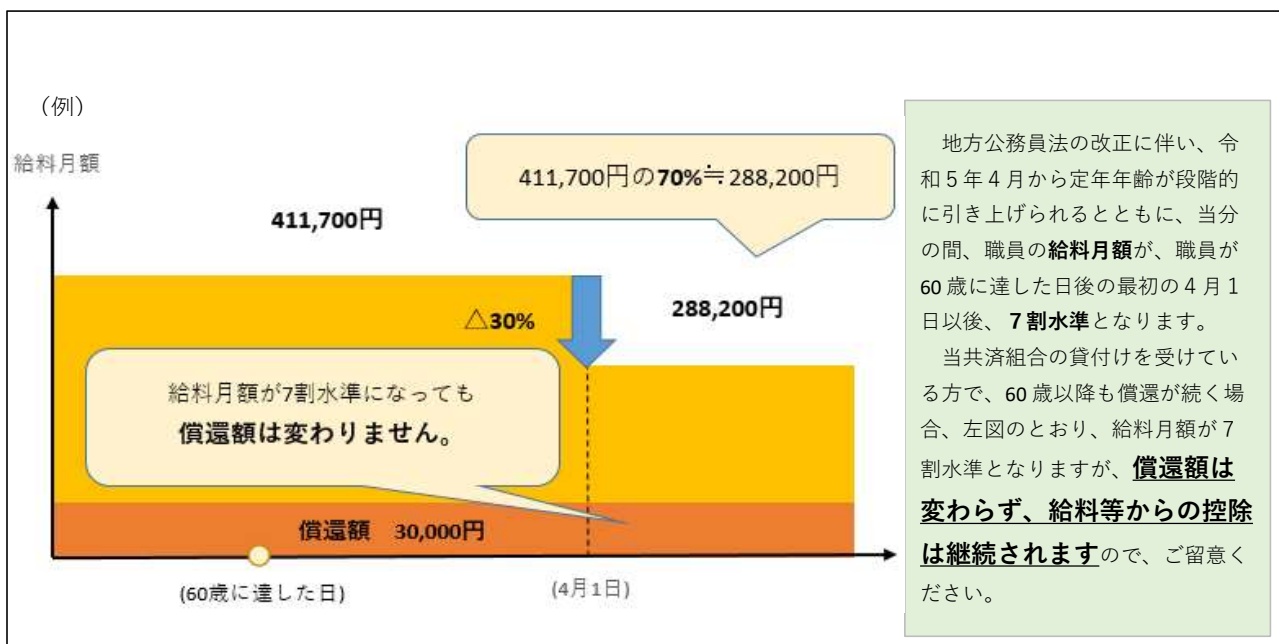 （例）
給料月額
411,700円の70%≒288,200円
411,700円
△30%
288,200円
給料月額が7割水準になっても
償還額は変わりません。
償還額　30,000円
(60歳に達した日)
(4月1日)
地方公務員法の改正に伴い、令
和５年４月から定年年齢が段階的
に引き上げられるとともに、当分
の間、職員の給料月額が、職員が
60 歳に達した日後の最初の４月１
日以後、７割水準となります。
当共済組合の貸付けを受けてい
る方で、60 歳以降も償還が続く場
合、左図のとおり、給料月額が７
割水準となりますが、償還額は
変わらず、給料等からの控除
は継続されますので、ご留意く
ださい。